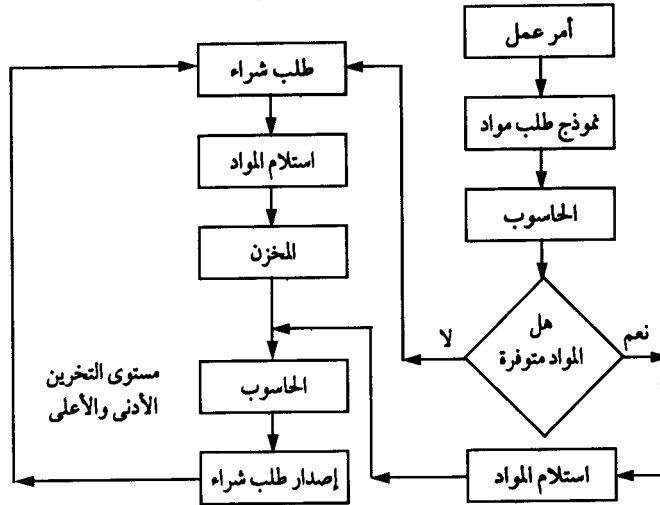 أمر عمل
نموذج طلب مواد
الحاسوب
هل
المواد متوفرة
نعم
لا
استلام المواد
طلب شراء
استلام المواد
المخزن
الحاسوب
إصدار طلب شراء
مستوى التخرين
الأدنى والأعلى